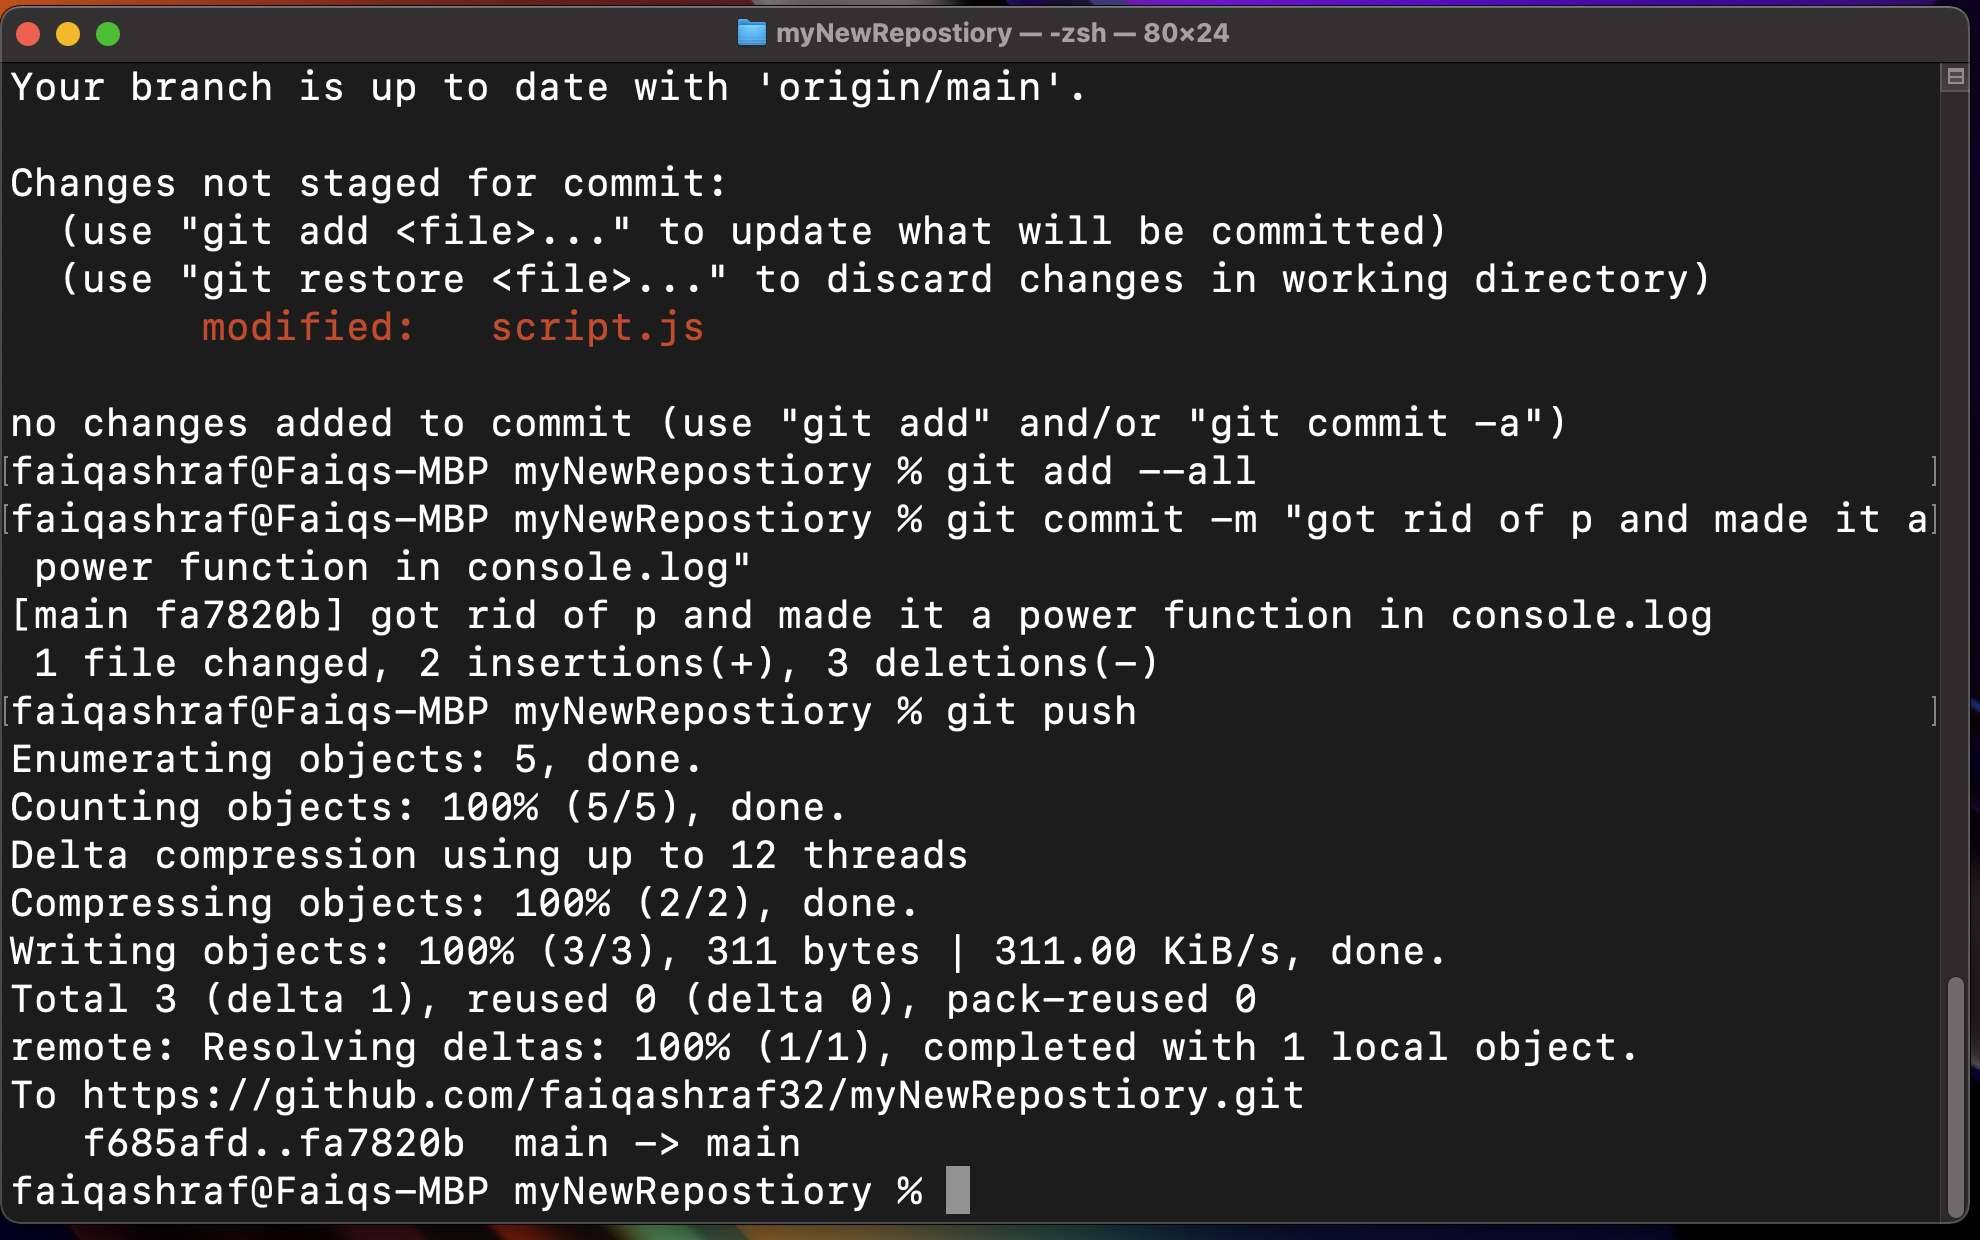 myNewRepostiory — -zsh — 80×24
Your branch is up to date with 'origin/main'.
Changes not staged for commit:
  (use "git add <file>..." to update what will be committed)
  (use "git restore <file>..." to discard changes in working directory)
        modified:   script.js
no changes added to commit (use "git add" and/or "git commit -a")
[faiqashraf@Faiqs-MBP myNewRepostiory % git add --all ]
[faiqashraf@Faiqs-MBP myNewRepostiory % git commit -m "got rid of p and made it a]
 power function in console.log"
[main fa7820b] got rid of p and made it a power function in console.log
 1 file changed, 2 insertions(+), 3 deletions(-)
[faiqashraf@Faiqs-MBP myNewRepostiory % git push ]
Enumerating objects: 5, done.
Counting objects: 100% (5/5), done.
Delta compression using up to 12 threads
Compressing objects: 100% (2/2), done.
Writing objects: 100% (3/3), 311 bytes | 311.00 KiB/s, done.
Total 3 (delta 1), reused 0 (delta 0), pack-reused 0
remote: Resolving deltas: 100% (1/1), completed with 1 local object.
To https://github.com/faiqashraf32/myNewRepostiory.git
   f685afd..fa7820b  main -> main
faiqashraf@Faiqs-MBP myNewRepostiory %